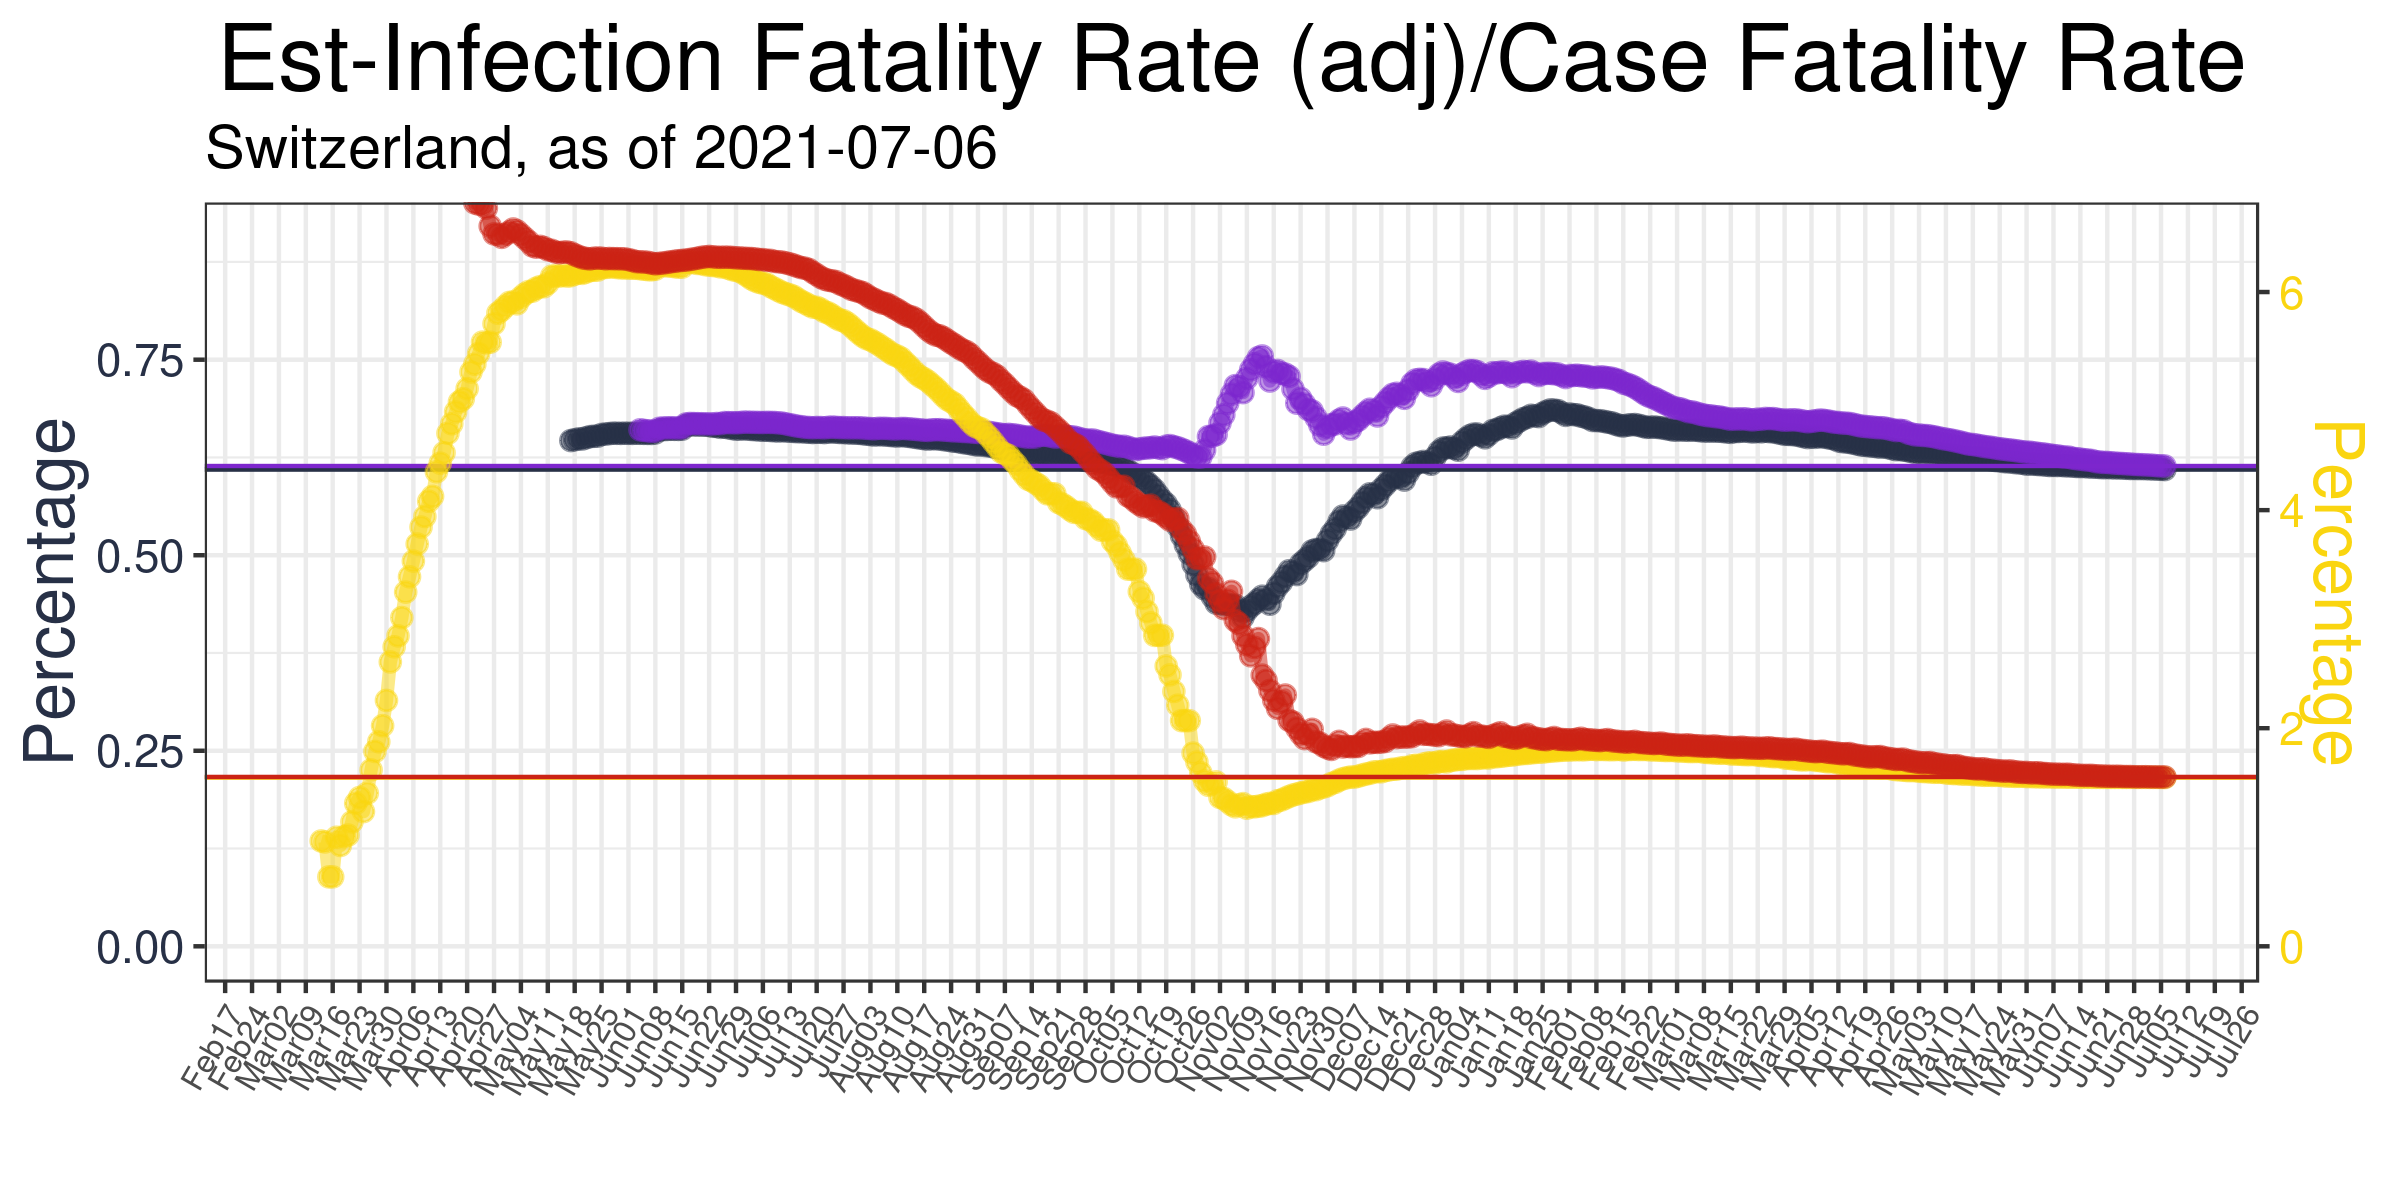 Est-Infection Fatality Rate (adj)/Case Fatality Rate
Switzerland, as of 2021-07-06
Percentage
0.75
0.50
0.25
0.00
6
4
2
0
Percentage
Feb17
Feb24
Mar02
Mar09
Mar16
Mar23
Mar30
Apr06
Apr13
Apr20
Apr27
May04
May11
May18
May25
Jun01
Jun08
Jun15
Jun22
Jun29
Jul06
Jul13
Jul20
Jul27
Aug03
Aug10
Aug17
Aug24
Aug31
Sep07
Sep14
Sep21
Sep28
Oct05
Oct12
Oct19
Oct26
Nov02
Nov09
Nov16
Nov23
Nov30
Dec07
Dec14
Dec21
Dec28
Jan04
Jan11
Jan18
Jan25
Feb01
Feb08
Feb15
Feb22
Mar01
Mar08
Mar15
Mar22
Mar29
Apr05
Apr12
Apr19
Apr26
May03
May10
May17
May24
May31
Jun07
Jun14
Jun21
Jun28
Jul05
Jul12
Jul19
Jul26